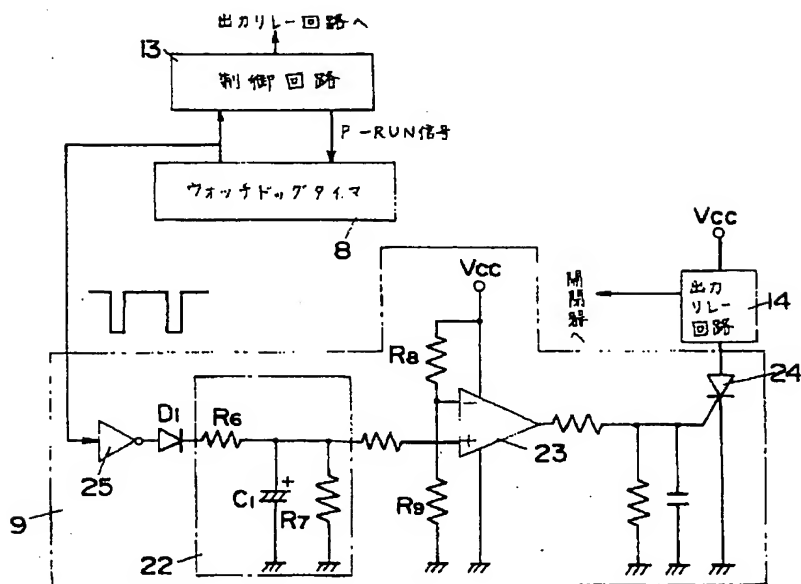 出力リレー回路へ
13
制御回路
P-RUN信号
ウォッチドッグタイマ
8
Vcc
Vcc
開閉器へ
出力
リレー
回路
14
24
R8
D1
R6
25
23
C1
R7
R9
9
22